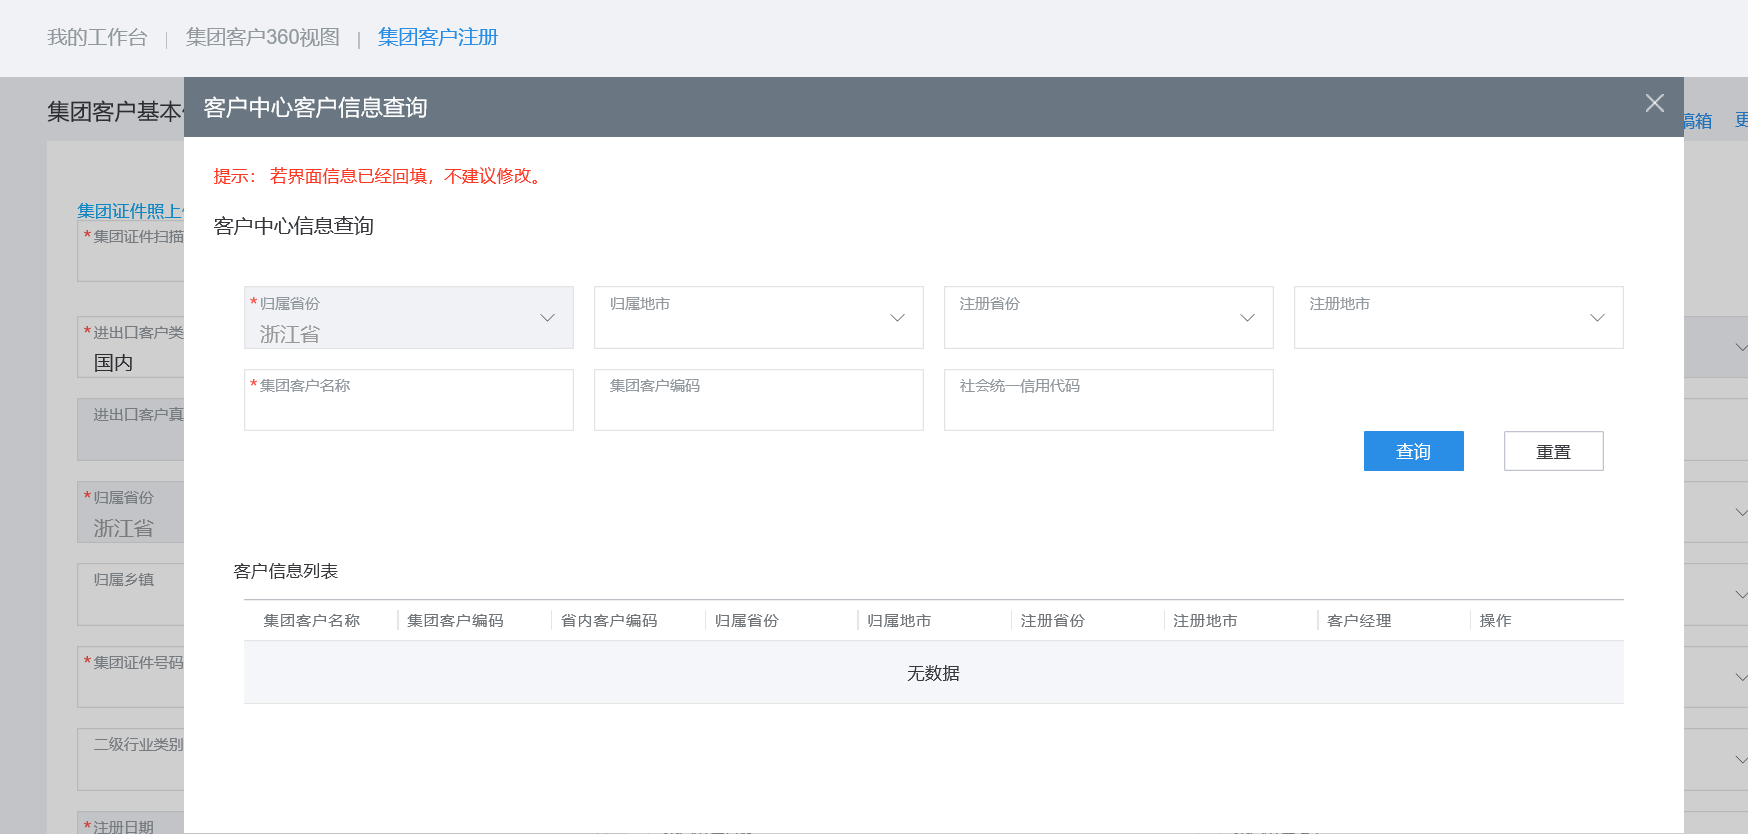 我的工作台 | 集团客户360视图 | 集团客户注册
集团客户基本
客户中心客户信息查询
稿箱 更
提示： 若界面信息已经回填，不建议修改。
集团证件照上
客户中心信息查询
*集团证件扫描
*归属省份 归属地市 注册省份 注册地市
浙江省
*进出口客户类
国内
*集团客户名称 集团客户编码 社会统一信用代码
进出口客户真
查询 重置
*归属省份
浙江省
客户信息列表
归属乡镇
集团客户名称 集团客户编码 省内客户编码 归属省份 归属地市 注册省份 注册地市 客户经理 操作
*集团证件号码
无数据
二级行业类别
*注册日期